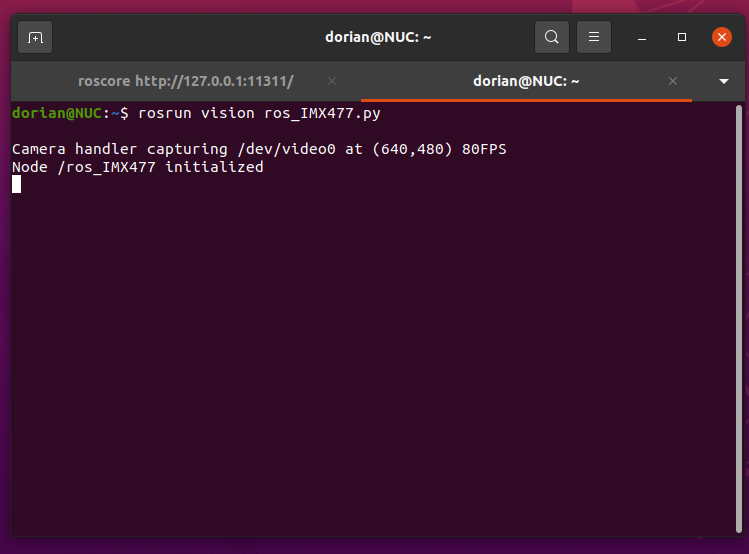 dorian@NUC: ~
roscore http://127.0.0.1:11311/
dorian@NUC: ~
dorian@NUC:~$ rosrun vision ros_IMX477.py
Camera handler capturing /dev/video0 at (640,480) 80FPS
Node /ros_IMX477 initialized